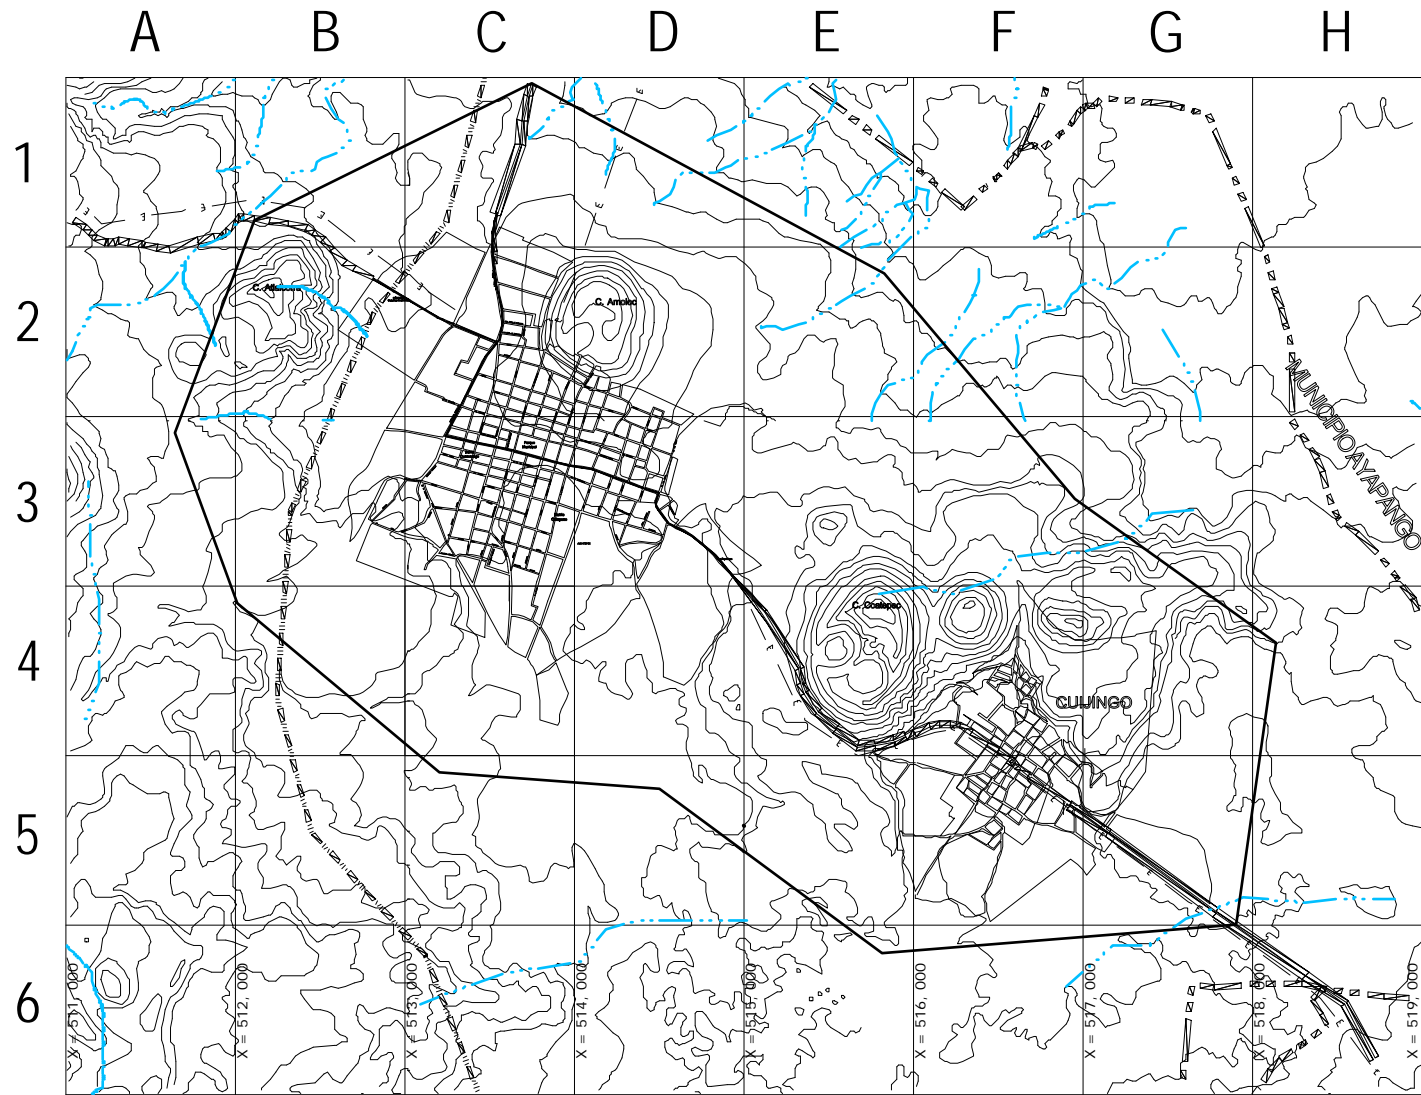 A B C D E F G H
1
E
E
E
E E E
E
E
E
2
C. Amolec
MUNICIPIO AYAPANGO
3
4
C. Coatepec
E
E
CUIJINGO
5
6
X = 511, 000
X = 512, 000
X = 513, 000
X = 514, 000
X = 515, 000
X = 516, 000
X = 517, 000
X = 518, 000
X = 519, 000